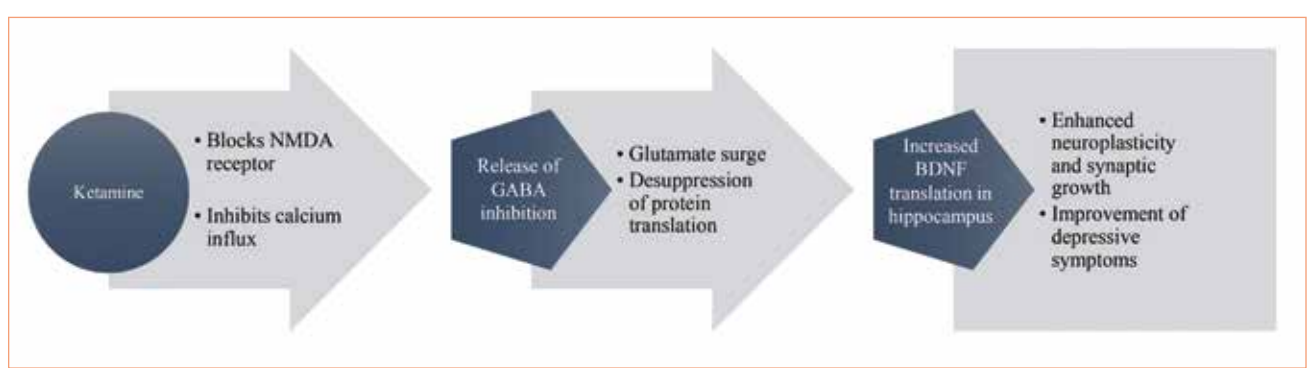 Ketamine
• Blocks NMDA
receptor
• Inhibits calcium
influx
Release of
GABA
inhibition
• Glutamate surge
• Desuppression
of protein
translation
Increased
BDNF
translation in
hippocampus
• Enhanced
neuroplasticity
and synaptic
growth
• Improvement of
depressive
symptoms